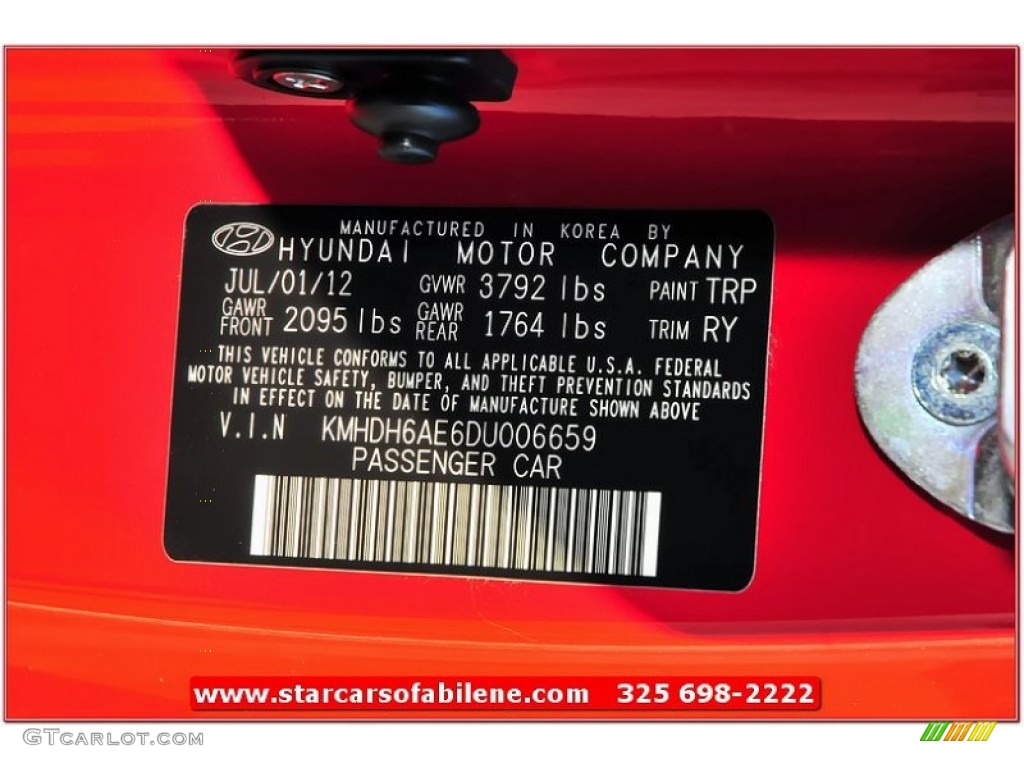 MANUFACTURED IN KOREA BY
HYUNDAI MOTOR COMPANY
JUL/01/12 GVWR 3792 lbs PAINT TRP
GAWR FRONT 2095 lbs GAWR REAR 1764 lbs TRIM RY
THIS VEHICLE CONFORMS TO ALL APPLICABLE U.S.A. FEDERAL
MOTOR VEHICLE SAFETY, BUMPER, AND THEFT PREVENTION STANDARDS
IN EFFECT ON THE DATE OF MANUFACTURE SHOWN ABOVE
V.I.N KMHDH6AE6DU006659
PASSENGER CAR
www.starcarsofabilene.com 325 698-2222
GTCARLOT.COM